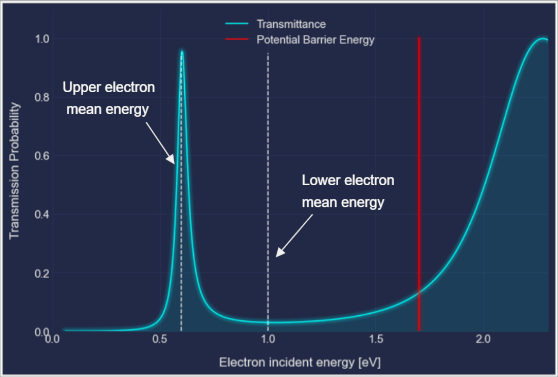 Transmittance
Potential Barrier Energy
1.0
Upper electron
mean energy
0.8
Transmission Probability
0.6
Lower electron
mean energy
0.4
0.2
0.0
0.0 0.5 1.0 1.5 2.0
Electron incident energy [eV]